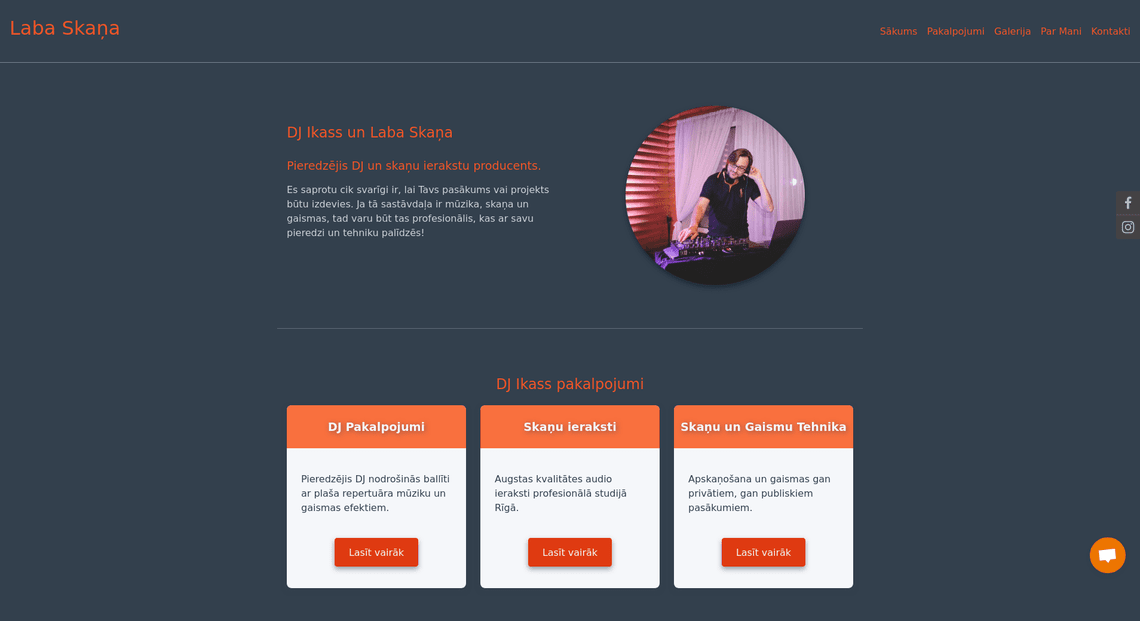 Laba Skaņa
Sākums Pakalpojumi Galerija Par Mani Kontakti
DJ Ikass un Laba Skaņa
Pieredzējis DJ un skaņu ierakstu producents.
Es saprotu cik svarīgi ir, lai Tavs pasākums vai projekts
būtu izdevies. Ja tā sastāvdaļa ir mūzika, skaņa un
gaismas, tad varu būt tas profesionālis, kas ar savu
pieredzi un tehniku palīdzēs!
DJ Ikass pakalpojumi
DJ Pakalpojumi
Pieredzējis DJ nodrošinās ballīti
ar plaša repertuāra mūziku un
gaismas efektiem.
Lasīt vairāk
Skaņu ieraksti
Augstas kvalitātes audio
ieraksti profesionālā studijā
Rīgā.
Lasīt vairāk
Skaņu un Gaismu Tehnika
Apskaņošana un gaismas gan
privātiem, gan publiskiem
pasākumiem.
Lasīt vairāk